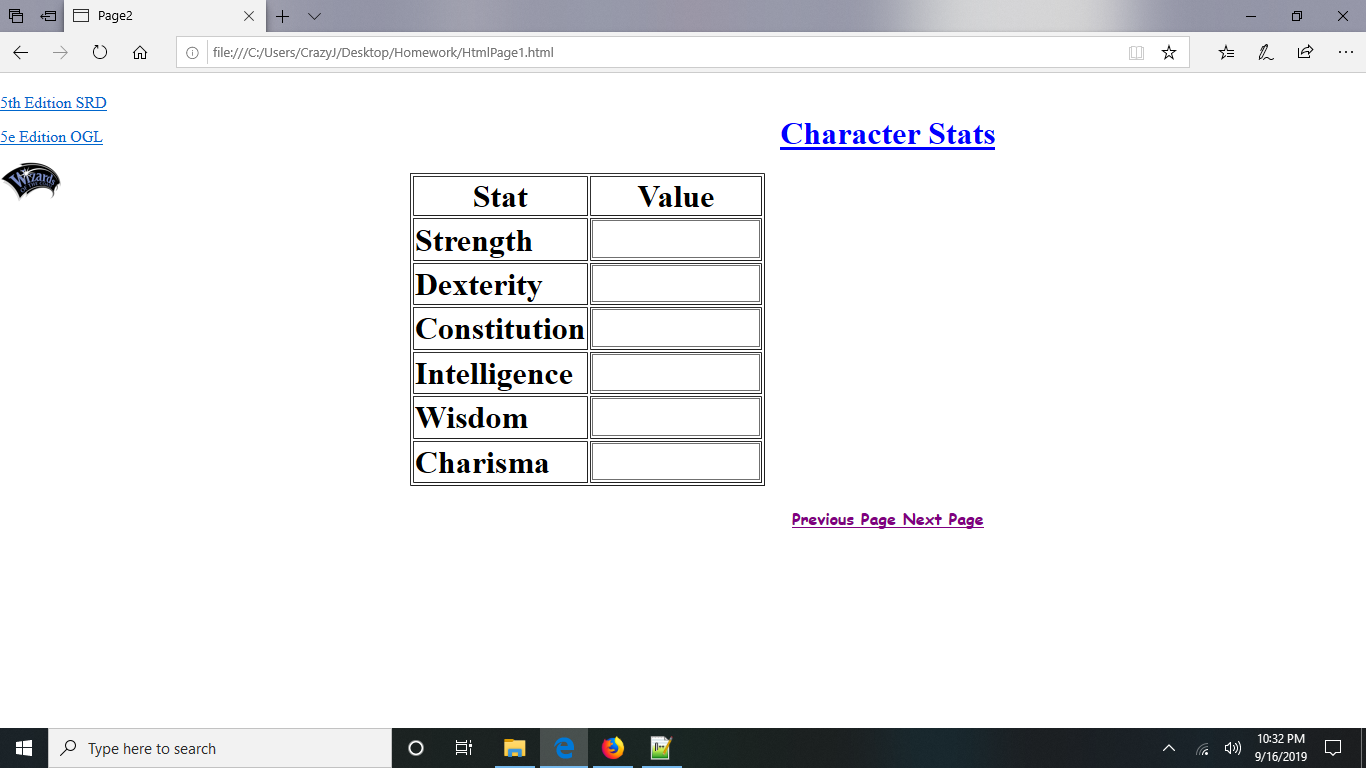 Page2
file:///C:/Users/CrazyJ/Desktop/Homework/HtmlPage1.html
5th Edition SRD
5e Edition OGL
Wizards
Character Stats
Stat Value
Strength
Dexterity
Constitution
Intelligence
Wisdom
Charisma
Previous Page Next Page
Type here to search
10:32 PM
9/16/2019